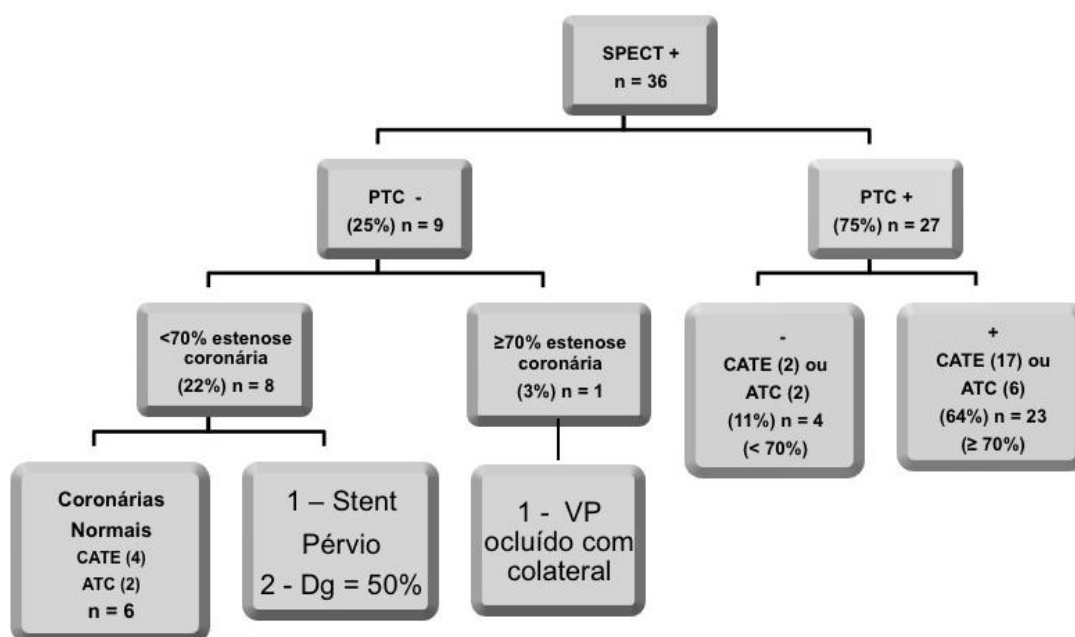 SPECT +
n = 36
PTC -
(25%) n = 9
PTC +
(75%) n = 27
<70% estenose
coronária
(22%) n = 8
≥70% estenose
coronária
(3%) n = 1
-
CATE (2) ou
ATC (2)
(11%) n = 4
(< 70%)
+
CATE (17) ou
ATC (6)
(64%) n = 23
(≥ 70%)
Coronárias
Normais
CATE (4)
ATC (2)
n = 6
1 – Stent
Pérvio
2 - Dg = 50%
1 - VP
ocluído com
colateral